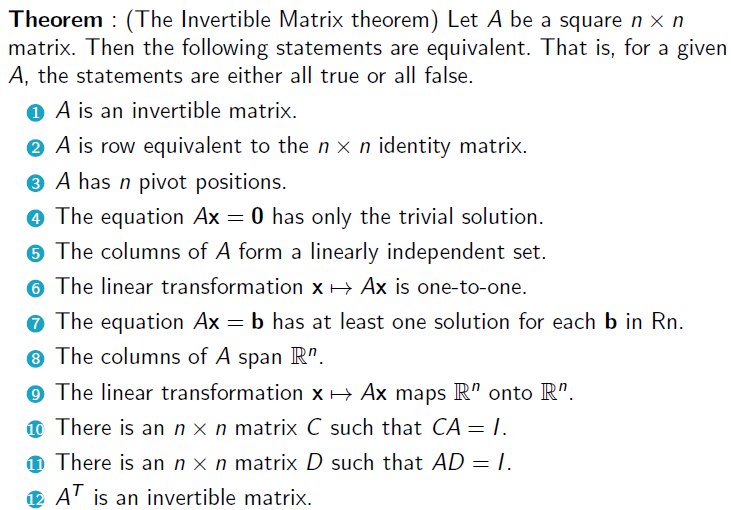 Theorem : (The Invertible Matrix theorem) Let A be a square n × n
matrix. Then the following statements are equivalent. That is, for a given
A, the statements are either all true or all false.
1 A is an invertible matrix.
2 A is row equivalent to the n × n identity matrix.
3 A has n pivot positions.
4 The equation Ax = 0 has only the trivial solution.
5 The columns of A form a linearly independent set.
6 The linear transformation x ↦ Ax is one-to-one.
7 The equation Ax = b has at least one solution for each b in Rn.
8 The columns of A span ℝⁿ.
9 The linear transformation x ↦ Ax maps ℝⁿ onto ℝⁿ.
10 There is an n × n matrix C such that CA = I.
11 There is an n × n matrix D such that AD = I.
12 Aᵀ is an invertible matrix.